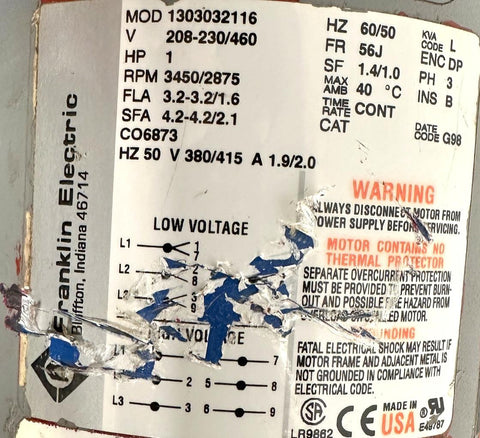 MOD 1303032116
V 208-230/460
HP 1
RPM 3450/2875
FLA 3.2-3.2/1.6
SFA 4.2-4.2/2.1
CO6873
HZ 50 V 380/415 A 1.9/2.0
HZ 60/50
FR 56J
SF 1.4/1.0
MAX AMB 40 °C
TIME RATE CONT
CAT
KVA CODE L
ENC DP
PH 3
INS B
DATE CODE G98
Franklin Electric
Bluffton, Indiana 46714
LOW VOLTAGE
L1 1
7
L2 2
8
L3 3
9
VOLTAGE
L1 7
2 5 8
L3 3 6 9
WARNING
ALWAYS DISCONNECT MOTOR FROM
POWER SUPPLY BEFORE SERVICING.
MOTOR CONTAINS NO
THERMAL PROTECTOR
SEPARATE OVERCURRENT PROTECTION
MUST BE PROVIDED TO PREVENT BURN-
OUT AND POSSIBLE FIRE HAZARD FROM
MOTOR.
FATAL ELECTRICAL SHOCK MAY RESULT IF
MOTOR FRAME AND ADJACENT METAL IS
NOT GROUNDED IN COMPLIANCE WITH
ELECTRICAL CODE.
LR9862
CE
MADE IN
USA
E49787